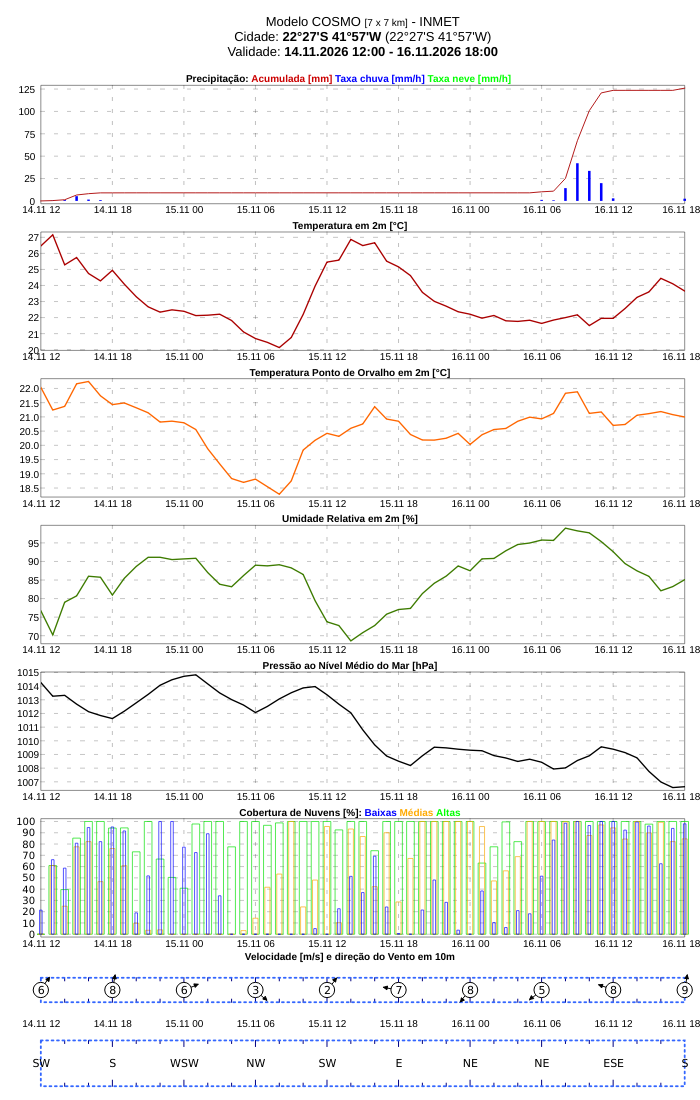 Modelo COSMO [7 x 7 km] - INMET
Cidade: 22°27'S 41°57'W (22°27'S 41°57'W)
Validade: 14.11.2026 12:00 - 16.11.2026 18:00
Precipitação: Acumulada [mm] Taxa chuva [mm/h] Taxa neve [mm/h]
125
100
75
50
25
0
14.11 12 14.11 18 15.11 00 15.11 06 15.11 12 15.11 18 16.11 00 16.11 06 16.11 12 16.11 18
Temperatura em 2m [°C]
27
26
25
24
23
22
21
20
14.11 12 14.11 18 15.11 00 15.11 06 15.11 12 15.11 18 16.11 00 16.11 06 16.11 12 16.11 18
Temperatura Ponto de Orvalho em 2m [°C]
22.0
21.5
21.0
20.5
20.0
19.5
19.0
18.5
14.11 12 14.11 18 15.11 00 15.11 06 15.11 12 15.11 18 16.11 00 16.11 06 16.11 12 16.11 18
Umidade Relativa em 2m [%]
95
90
85
80
75
70
14.11 12 14.11 18 15.11 00 15.11 06 15.11 12 15.11 18 16.11 00 16.11 06 16.11 12 16.11 18
Pressão ao Nível Médio do Mar [hPa]
1015
1014
1013
1012
1011
1010
1009
1008
1007
14.11 12 14.11 18 15.11 00 15.11 06 15.11 12 15.11 18 16.11 00 16.11 06 16.11 12 16.11 18
Cobertura de Nuvens [%]: Baixas Médias Altas
100
90
80
70
60
50
40
30
20
10
0
14.11 12 14.11 18 15.11 00 15.11 06 15.11 12 15.11 18 16.11 00 16.11 06 16.11 12 16.11 18
Velocidade [m/s] e direção do Vento em 10m
6 8 6 3 2 7 8 5 8 9
14.11 12 14.11 18 15.11 00 15.11 06 15.11 12 15.11 18 16.11 00 16.11 06 16.11 12 16.11 18
SW S WSW NW SW E NE NE ESE S